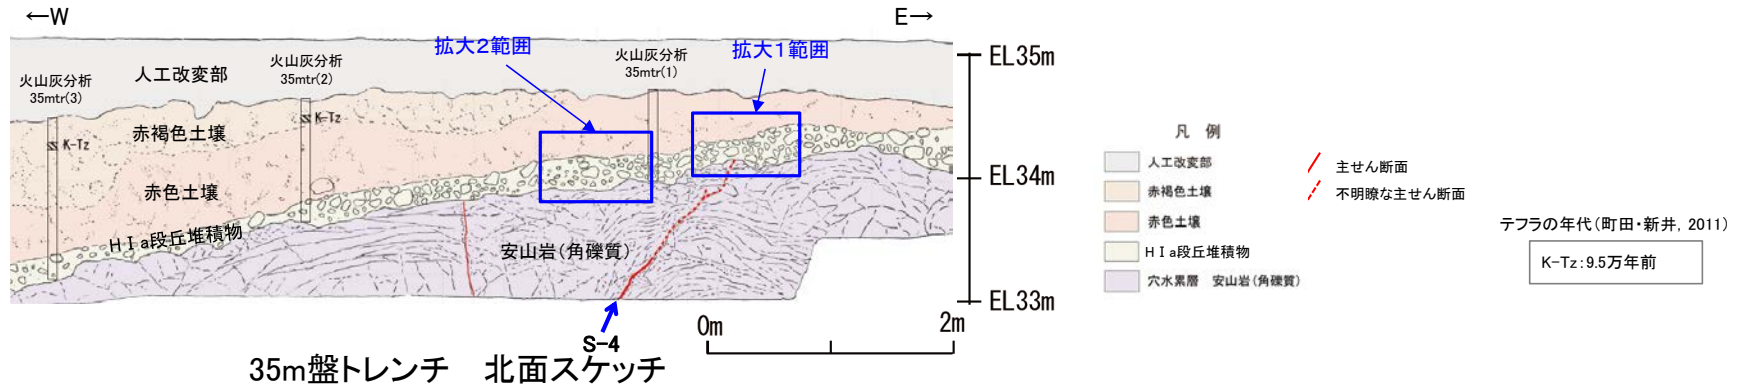 ←W
E→
拡大2範囲
拡大1範囲
火山灰分析
35mtr(3)
人工改変部
火山灰分析
35mtr(2)
火山灰分析
35mtr(1)
K-Tz
K-Tz
赤褐色土壌
赤色土壌
HⅠa段丘堆積物
安山岩(角礫質)
S-4
EL35m
EL34m
EL33m
0m
2m
35m盤トレンチ 北面スケッチ
凡 例
人工改変部
赤褐色土壌
赤色土壌
HⅠa段丘堆積物
穴水累層 安山岩(角礫質)
主せん断面
不明瞭な主せん断面
テフラの年代(町田・新井, 2011)
K-Tz:9.5万年前